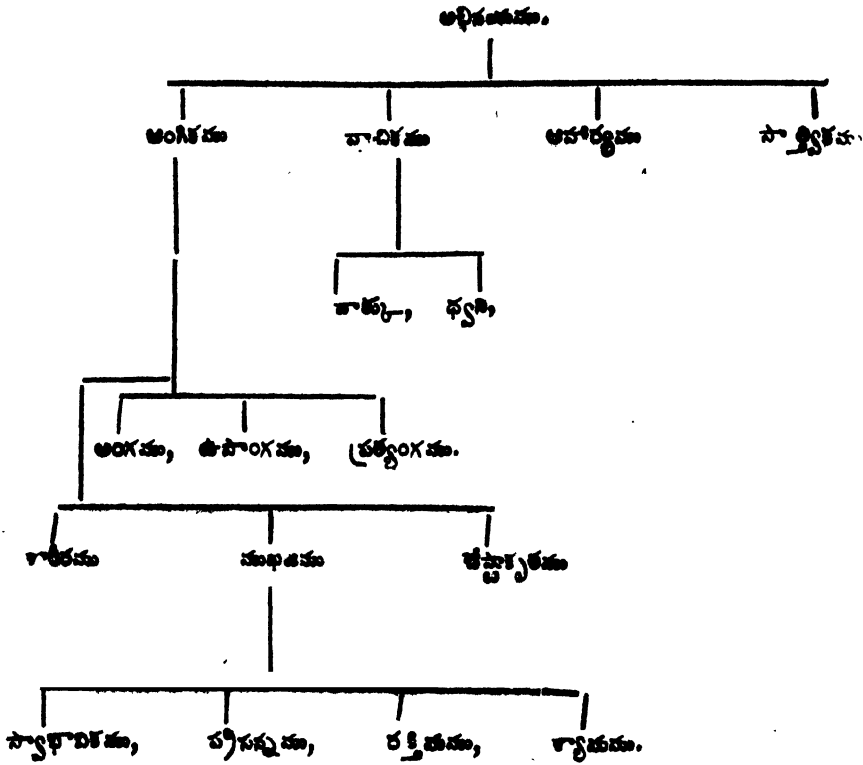 అభినయము.
ఆంగికము వాచికము ఆహార్యము సాత్త్వికము
వాక్కు, ధ్వని,
అంగము, ఉపాంగము, ప్రత్యంగము.
శారీరము ముఖజము చేష్టాకృతము
స్వాభావికము, ప్రసన్నము, రక్తిమము, శ్యామము.